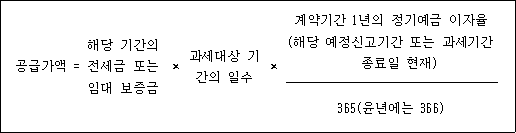 계약기간 1년의 정기예금 이자율
(해당 예정신고기간 또는 과세기간
종료일 현재)
공급가액 = 해당 기간의 전세금 또는 임대 보증금 × 과세대상 기간의 일수 ×
365(윤년에는 366)